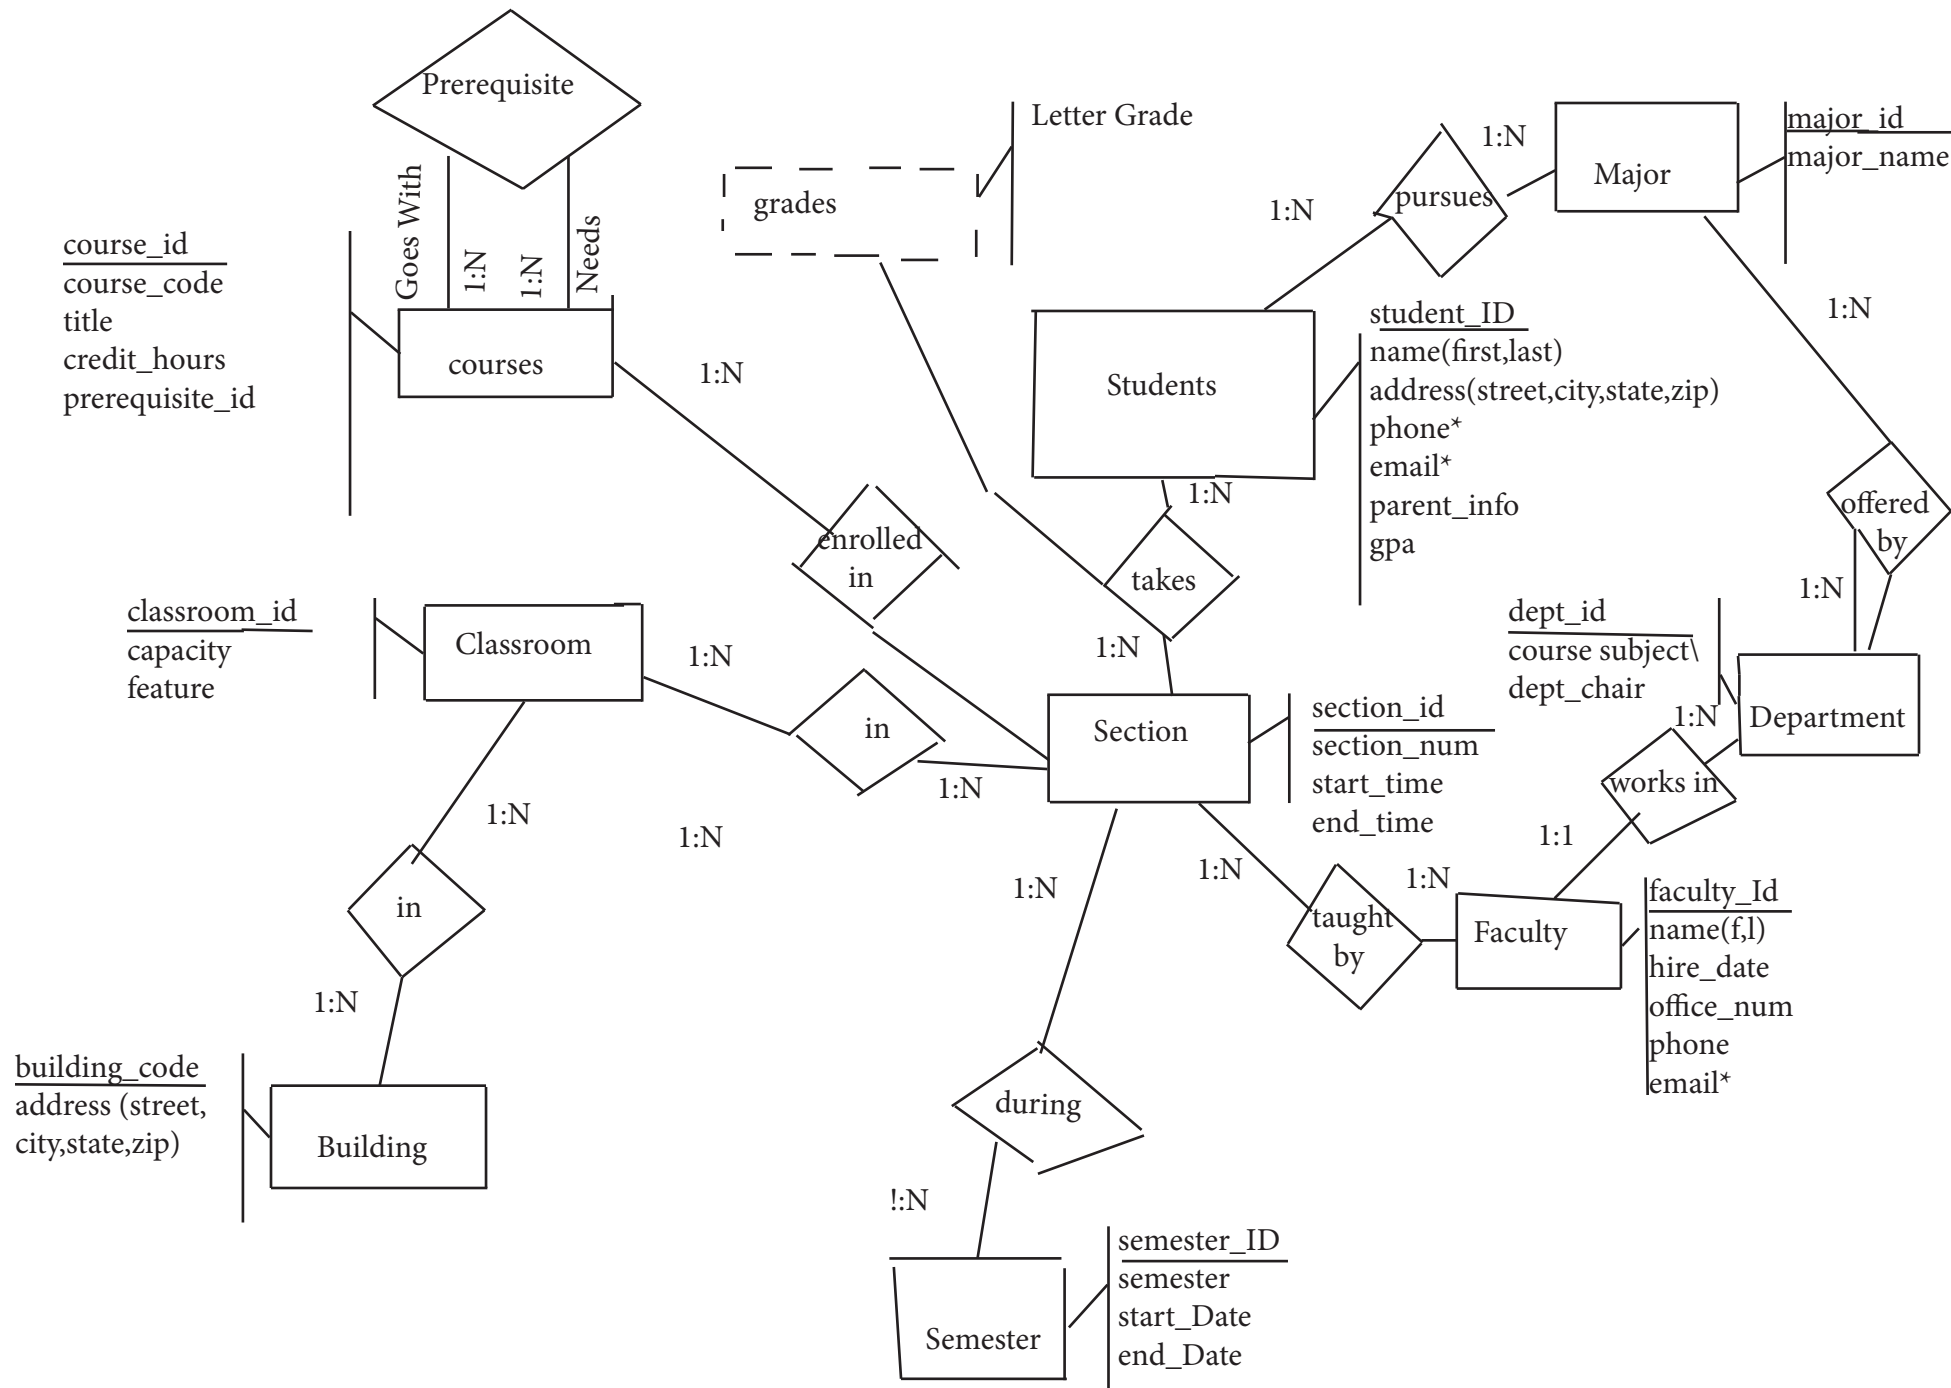 Prerequisite
Goes With
1:N
1:N
Needs
course_id
course_code
title
credit_hours
prerequisite_id
courses
grades
Letter Grade
1:N
pursues
1:N
Major
major_id
major_name
1:N
Students
student_ID
name(first,last)
address(street,city,state,zip)
phone*
email*
parent_info
gpa
1:N
1:N
offered
by
1:N
enrolled
in
takes
1:N
classroom_id
capacity
feature
Classroom
1:N
in
1:N
Section
section_id
section_num
start_time
end_time
dept_id
course subject\
dept_chair
1:N
Department
works in
1:1
1:N
1:N
1:N
1:N
1:N
taught
by
Faculty
faculty_Id
name(f,l)
hire_date
office_num
phone
email*
in
1:N
building_code
address (street,
city,state,zip)
Building
during
!:N
Semester
semester_ID
semester
start_Date
end_Date